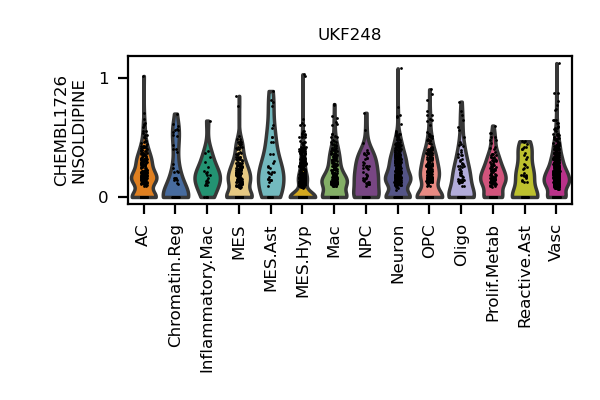 UKF248
CHEMBL1726
NISOLDIPINE
1
0
AC
Chromatin.Reg
Inflammatory.Mac
MES
MES.Ast
MES.Hyp
Mac
NPC
Neuron
OPC
Oligo
Prolif.Metab
Reactive.Ast
Vasc